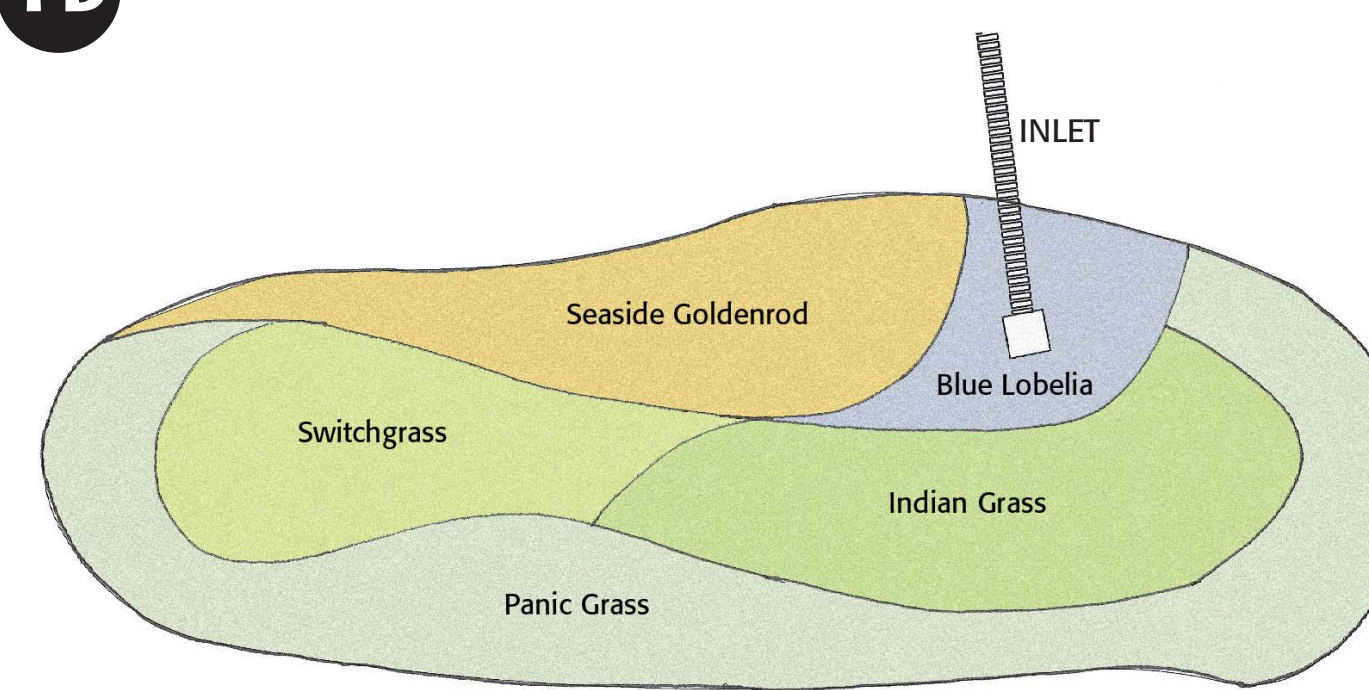 INLET
Seaside Goldenrod
Blue Lobelia
Switchgrass
Indian Grass
Panic Grass